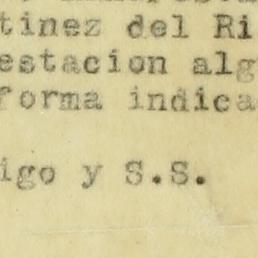 tinez del Ri
estacion alg
forma indica
igo y S.S.